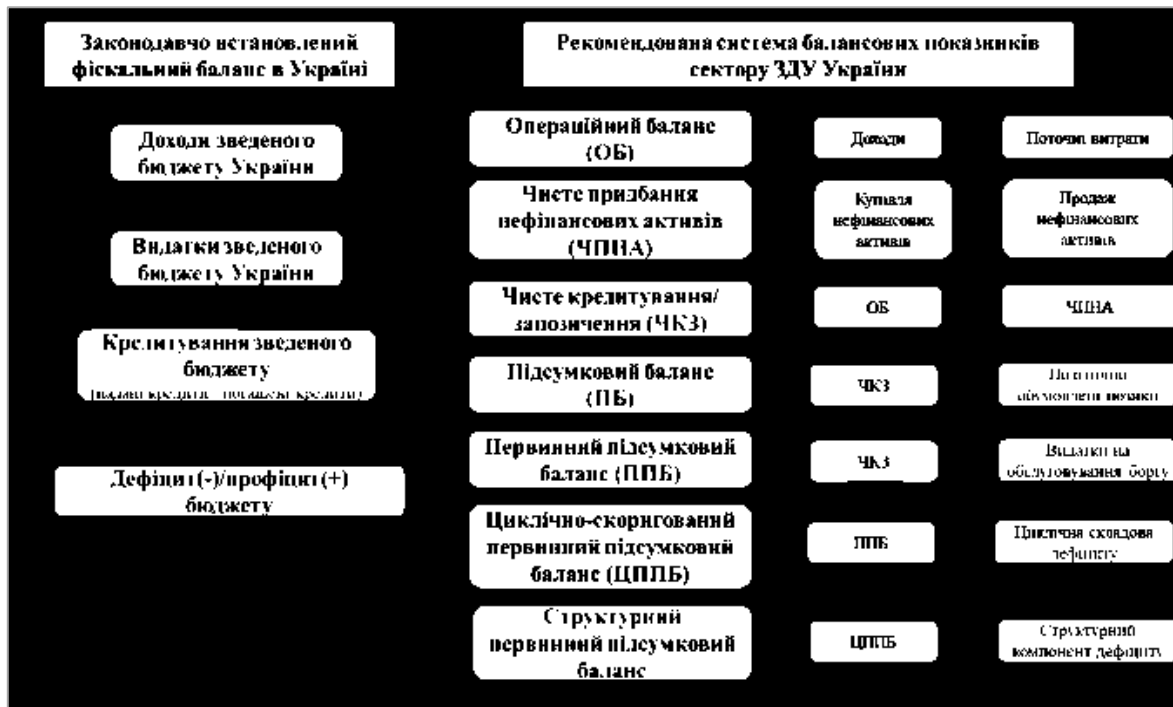 Законодавчо встановлений
фіскальний баланс в Україні
Доходи зведеного
бюджету України
Видатки зведеного
бюджету України
Кредитування зведеного
бюджету
(надані кредити - погашені кредити)
Дефіцит(-)/профіцит(+)
бюджету
Рекомендована система балансових показників
сектору ЗДУ України
Операційний баланс
(ОБ)
Доходи
Поточні витрати
Чисте придбання
нефінансових активів
(ЧПНА)
Купівля
нефінансових
активів
Продаж
нефінансових
активів
Чисте кредитування/
запозичення (ЧКЗ)
ОБ
ЧПНА
Підсумковий баланс
(ПБ)
ЧКЗ
Первинний підсумковий
баланс (ППБ)
ЧКЗ
Видатки на
обслуговування боргу
Циклічно-скоригований
первинний підсумковий
баланс (ЦППБ)
ППБ
Циклічна складова
дефіциту
Структурний
первинний підсумковий
баланс
ЦППБ
Структурний
компонент дефіциту